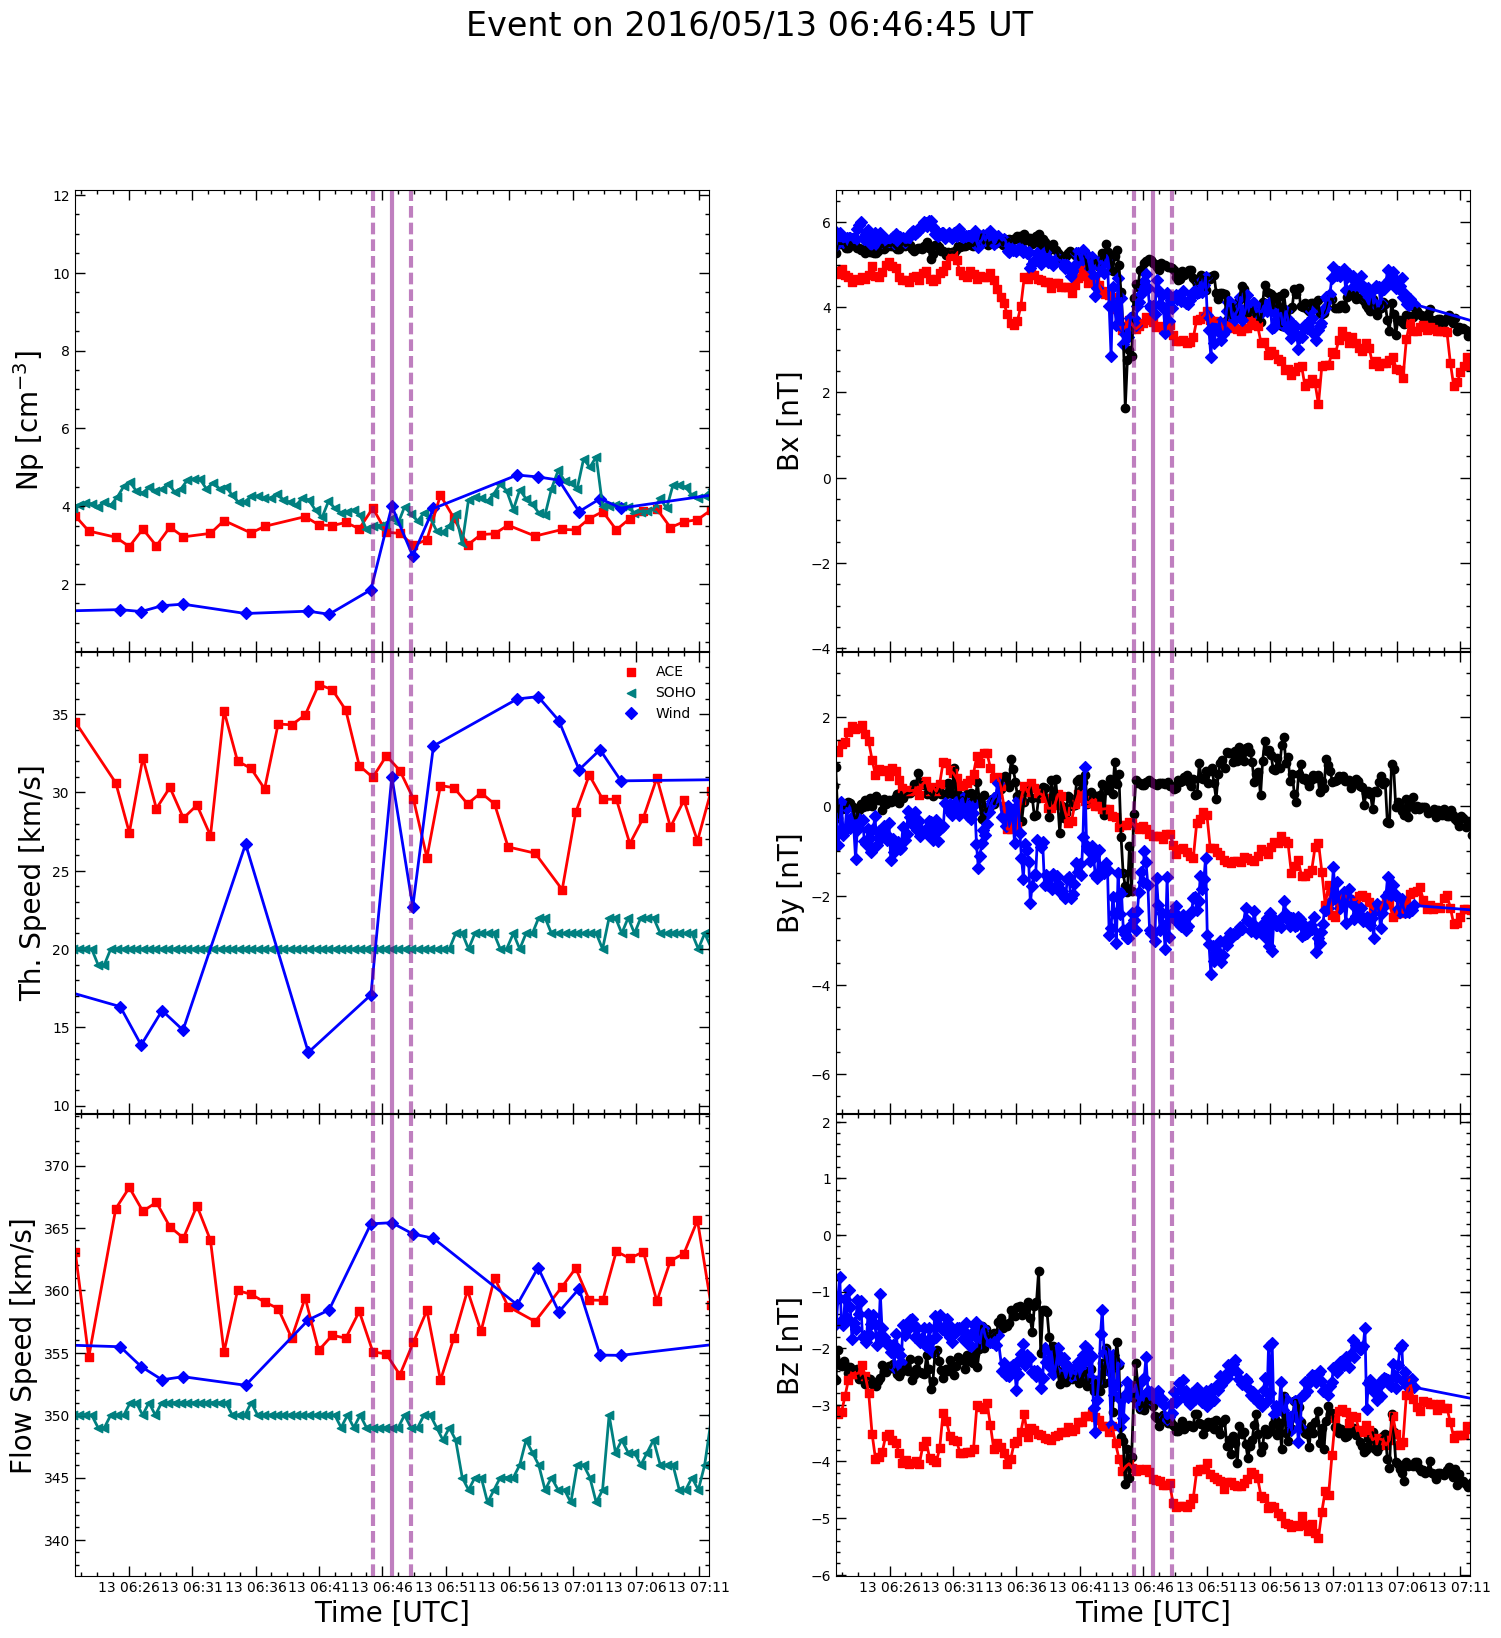 Event on 2016/05/13 06:46:45 UT
12
10
8
6
4
2
Np [cm⁻³]
6
4
2
0
−2
−4
Bx [nT]
ACE
SOHO
Wind
35
30
25
20
15
10
Th. Speed [km/s]
2
0
−2
−4
−6
By [nT]
370
365
360
355
350
345
340
Flow Speed [km/s]
2
1
0
−1
−2
−3
−4
−5
−6
Bz [nT]
13 06:26 13 06:31 13 06:36 13 06:41 13 06:46 13 06:51 13 06:56 13 07:01 13 07:06 13 07:11
Time [UTC]
13 06:26 13 06:31 13 06:36 13 06:41 13 06:46 13 06:51 13 06:56 13 07:01 13 07:06 13 07:11
Time [UTC]